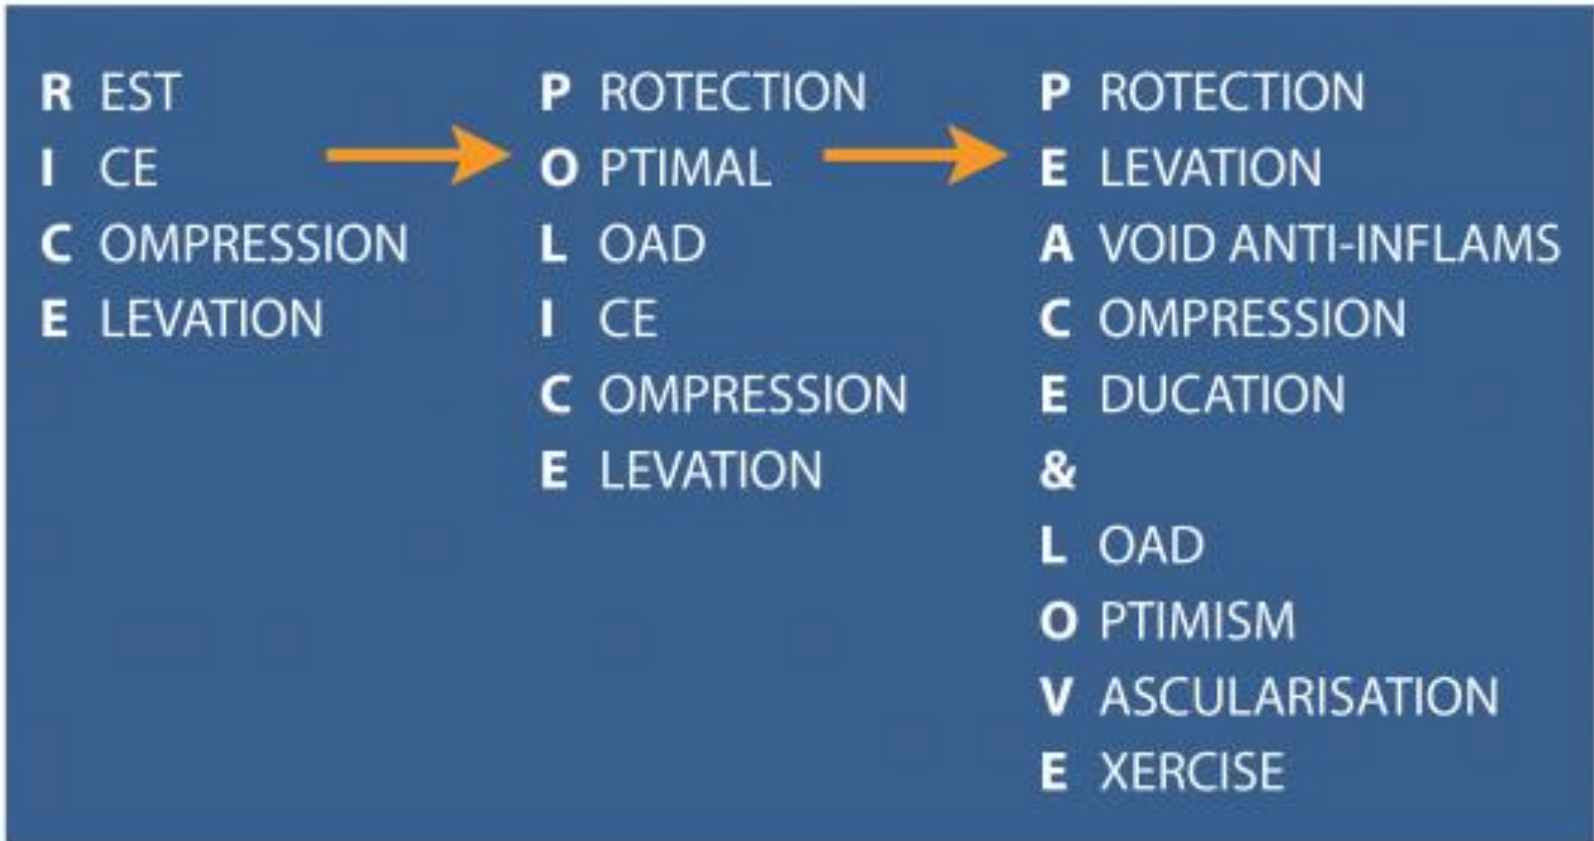 R EST
I CE
C OMPRESSION
E LEVATION
P ROTECTION
O PTIMAL
L OAD
I CE
C OMPRESSION
E LEVATION
P ROTECTION
E LEVATION
A VOID ANTI-INFLAMS
C OMPRESSION
E DUCATION
&
L OAD
O PTIMISM
V ASCULARISATION
E XERCISE